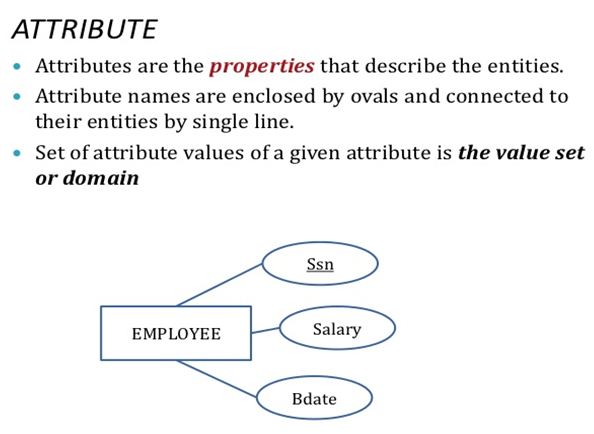 ATTRIBUTE
• Attributes are the properties that describe the entities.
• Attribute names are enclosed by ovals and connected to
their entities by single line.
• Set of attribute values of a given attribute is the value set
or domain
Ssn
EMPLOYEE
Salary
Bdate